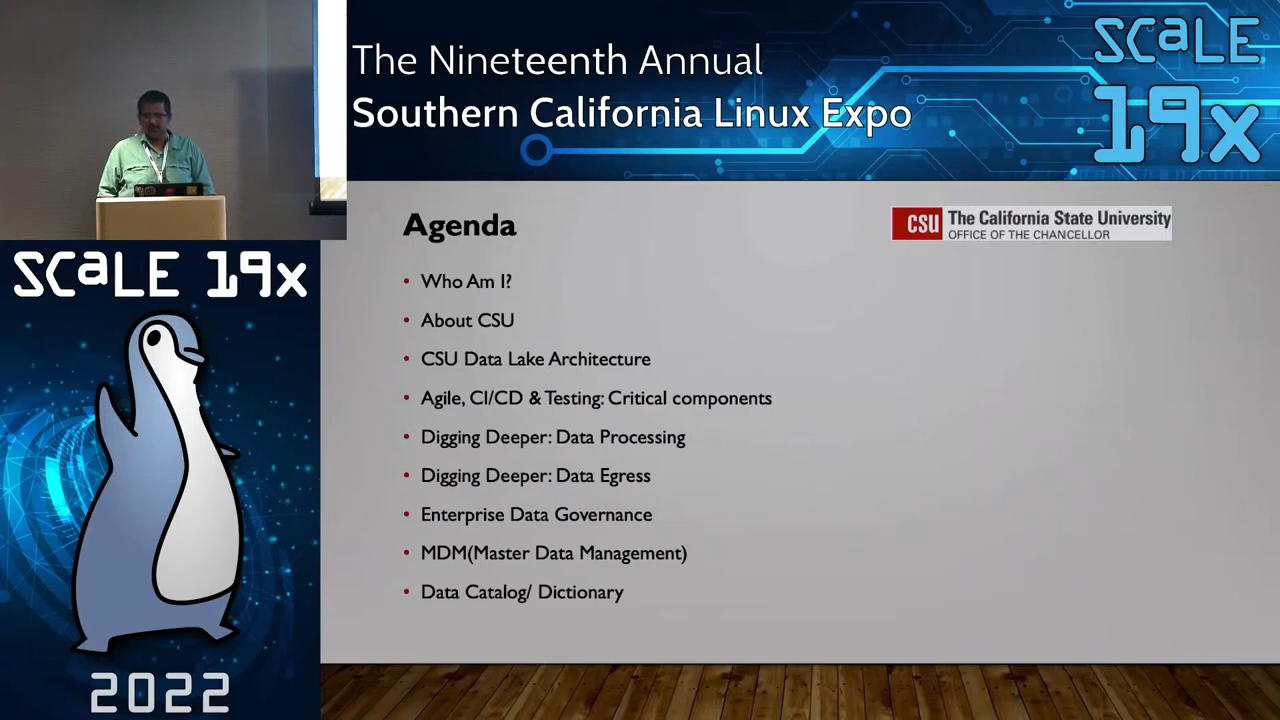 The Nineteenth Annual
Southern California Linux Expo
SCaLE
19x
SCaLE 19x
2022
Agenda
CSU The California State University
OFFICE OF THE CHANCELLOR
• Who Am I?
• About CSU
• CSU Data Lake Architecture
• Agile, CI/CD & Testing: Critical components
• Digging Deeper: Data Processing
• Digging Deeper: Data Egress
• Enterprise Data Governance
• MDM(Master Data Management)
• Data Catalog/ Dictionary